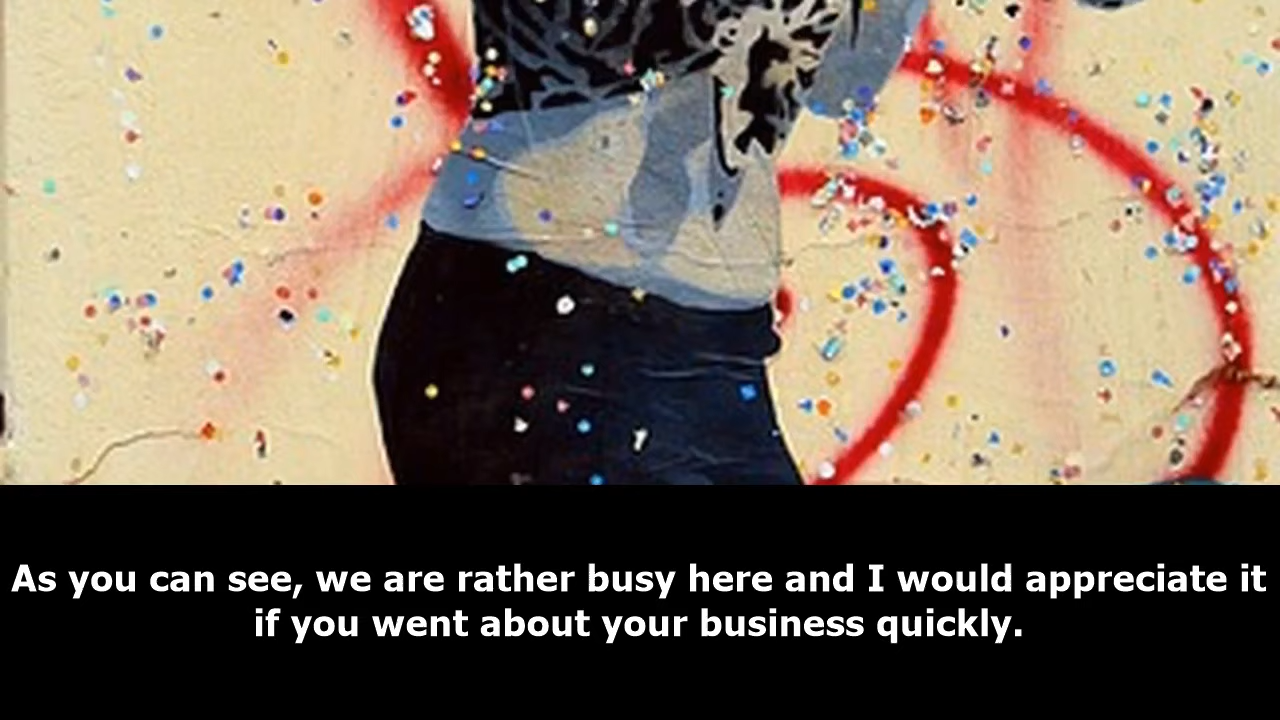 As you can see, we are rather busy here and I would appreciate it
if you went about your business quickly.